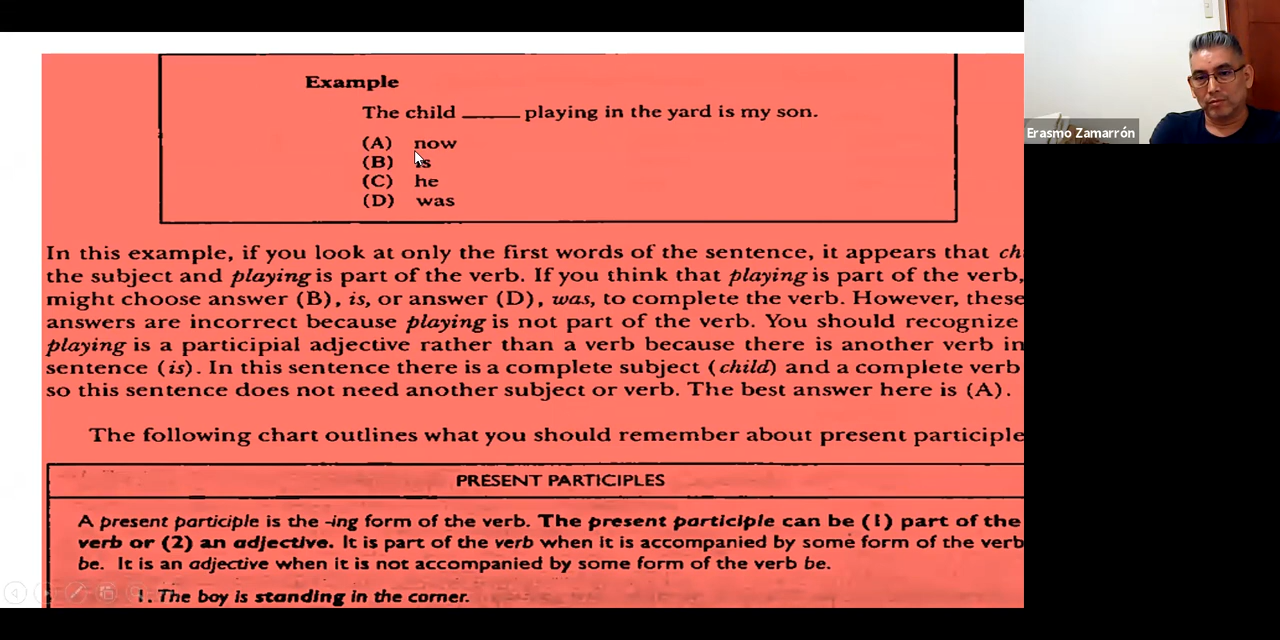 Example
The child _____ playing in the yard is my son.
(A) now
(B) is
(C) he
(D) was
In this example, if you look at only the first words of the sentence, it appears that ch
the subject and playing is part of the verb. If you think that playing is part of the verb,
might choose answer (B), is, or answer (D), was, to complete the verb. However, these
answers are incorrect because playing is not part of the verb. You should recognize
playing is a participial adjective rather than a verb because there is another verb in
sentence (is). In this sentence there is a complete subject (child) and a complete verb
so this sentence does not need another subject or verb. The best answer here is (A).
The following chart outlines what you should remember about present participle
PRESENT PARTICIPLES
A present participle is the -ing form of the verb. The present participle can be (1) part of the
verb or (2) an adjective. It is part of the verb when it is accompanied by some form of the verb
be. It is an adjective when it is not accompanied by some form of the verb be.
1. The boy is standing in the corner.
Erasmo Zamarrón